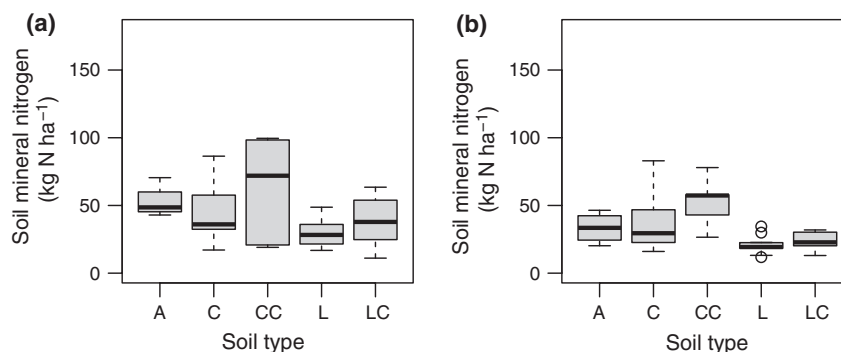 (a)
Soil mineral nitrogen
(kg N ha⁻¹)
150
100
50
0
A C CC L LC
Soil type
(b)
Soil mineral nitrogen
(kg N ha⁻¹)
150
100
50
0
A C CC L LC
Soil type